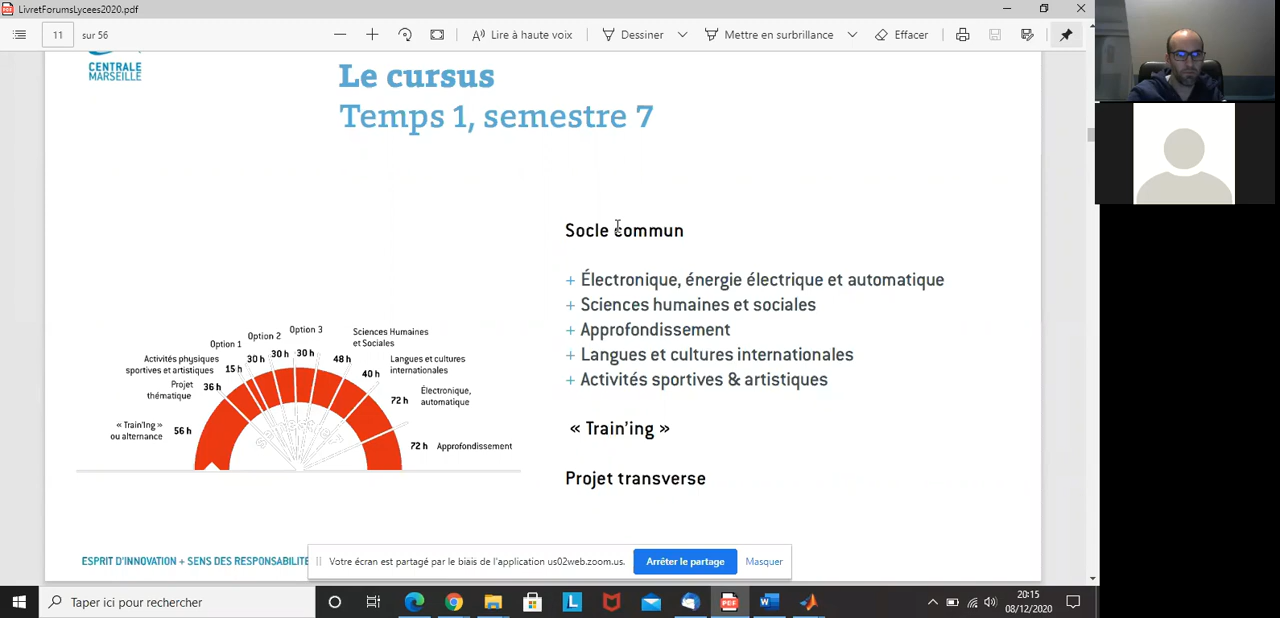 LivretForumsLycees2020.pdf
11 sur 56
Lire à haute voix
Dessiner
Mettre en surbrillance
Effacer
CENTRALE
MARSEILLE
Le cursus
Temps 1, semestre 7
Socle commun
+ Électronique, énergie électrique et automatique
+ Sciences humaines et sociales
+ Approfondissement
+ Langues et cultures internationales
+ Activités sportives & artistiques
« Train'ing »
Projet transverse
« Train'Ing »
ou alternance
56 h
Projet
thématique
36 h
Activités physiques
sportives et artistiques
15 h
Option 1
30 h
Option 2
30 h
Option 3
30 h
Sciences Humaines
et Sociales
48 h
Langues et cultures
internationales
40 h
Électronique,
automatique
72 h
72 h Approfondissement
ESPRIT D'INNOVATION + SENS DES RESPONSABILITE
Votre écran est partagé par le biais de l'application us02web.zoom.us.
Arrêter le partage
Masquer
Taper ici pour rechercher
20:15
08/12/2020